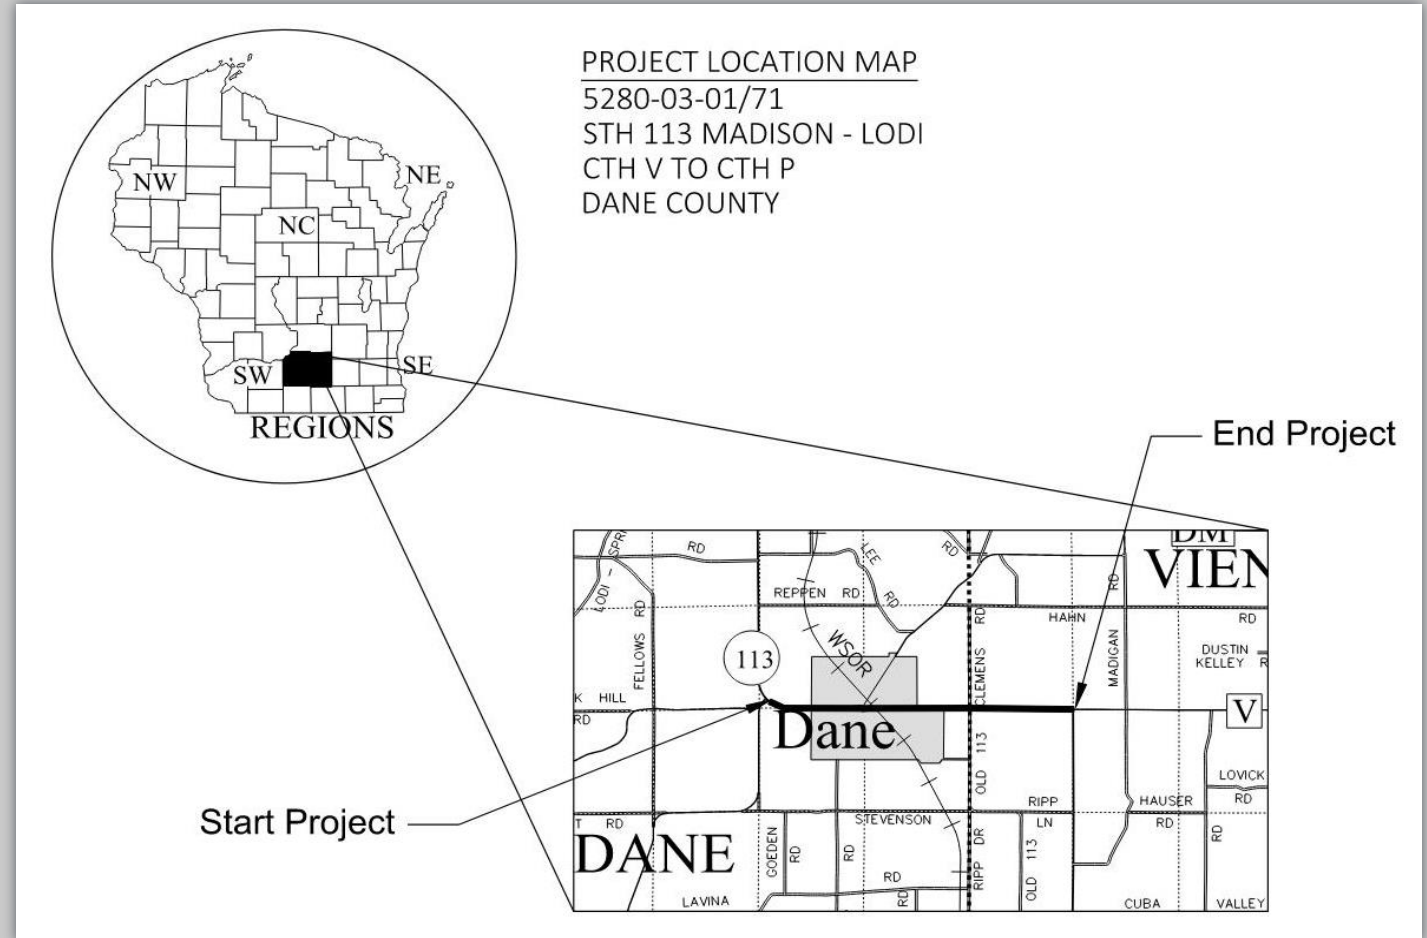 PROJECT LOCATION MAP
5280-03-01/71
STH 113 MADISON - LODI
CTH V TO CTH P
DANE COUNTY
NW
NE
NC
SW
SE
REGIONS
End Project
Start Project
DM
VIEN
LODI - SPRI
RD
LEE
RD
RD
REPPEN RD
HAHN
RD
RD
FELLOWS
RD
113
WSOR
CLEMENS
RD
MADIGAN
RD
DUSTIN
KELLEY R
K HILL
RD
V
Dane
OLD 113
LOVICK
RD
RIPP
LN
HAUSER
RD
STEVENSON
T RD
DANE
GOEDEN
RD
RD
RD
RD
RIPP DR
OLD 113
RD
LAVINA
CUBA
VALLEY